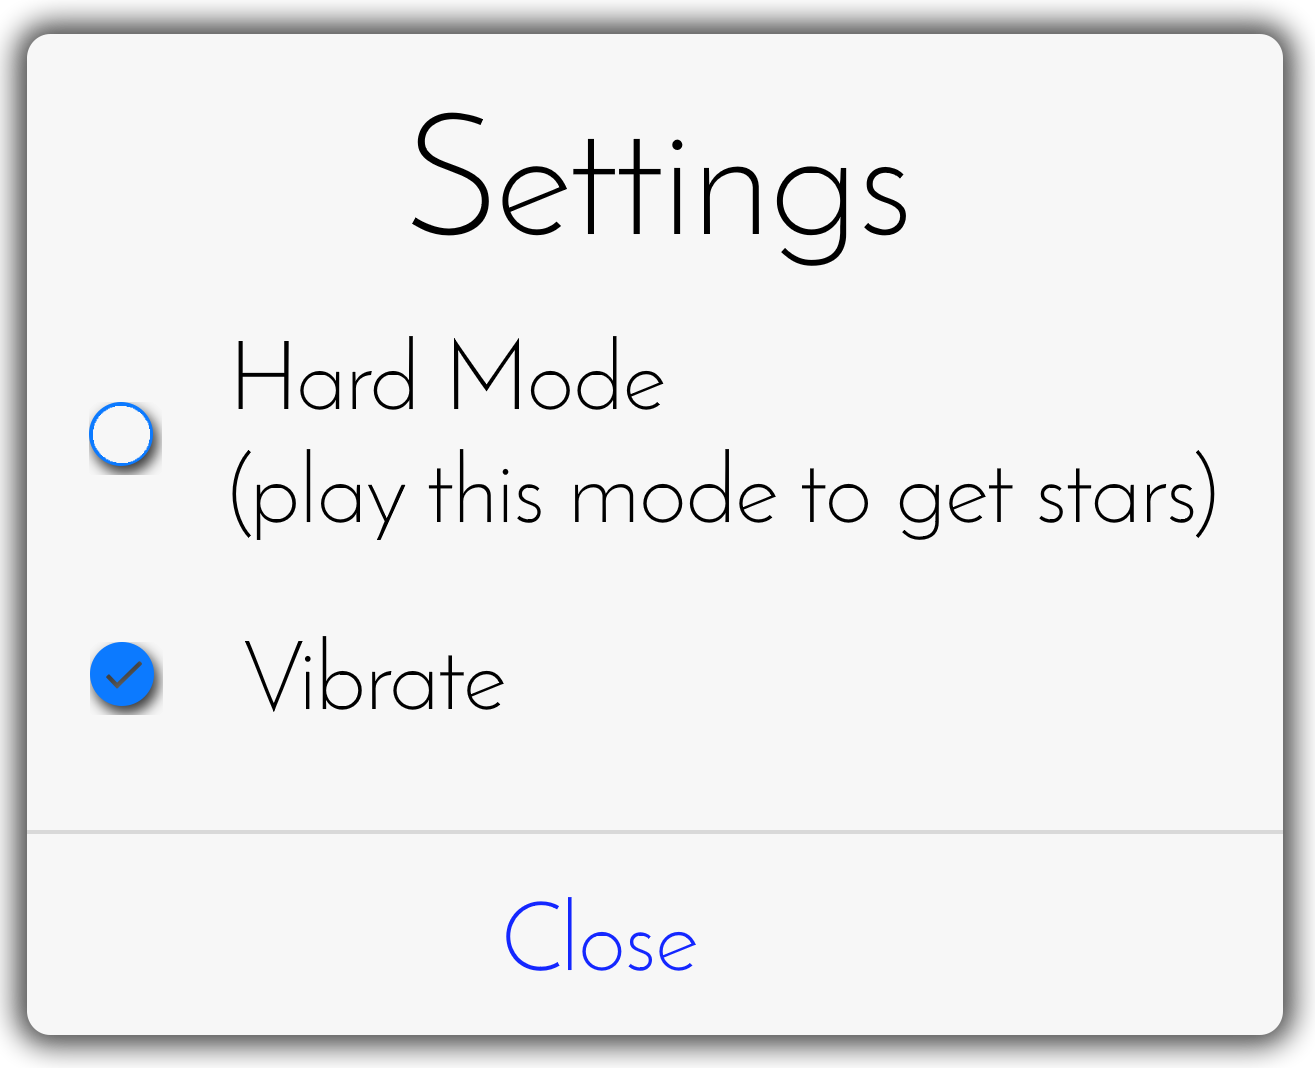 Settings
Hard Mode
(play this mode to get stars)
Vibrate
Close